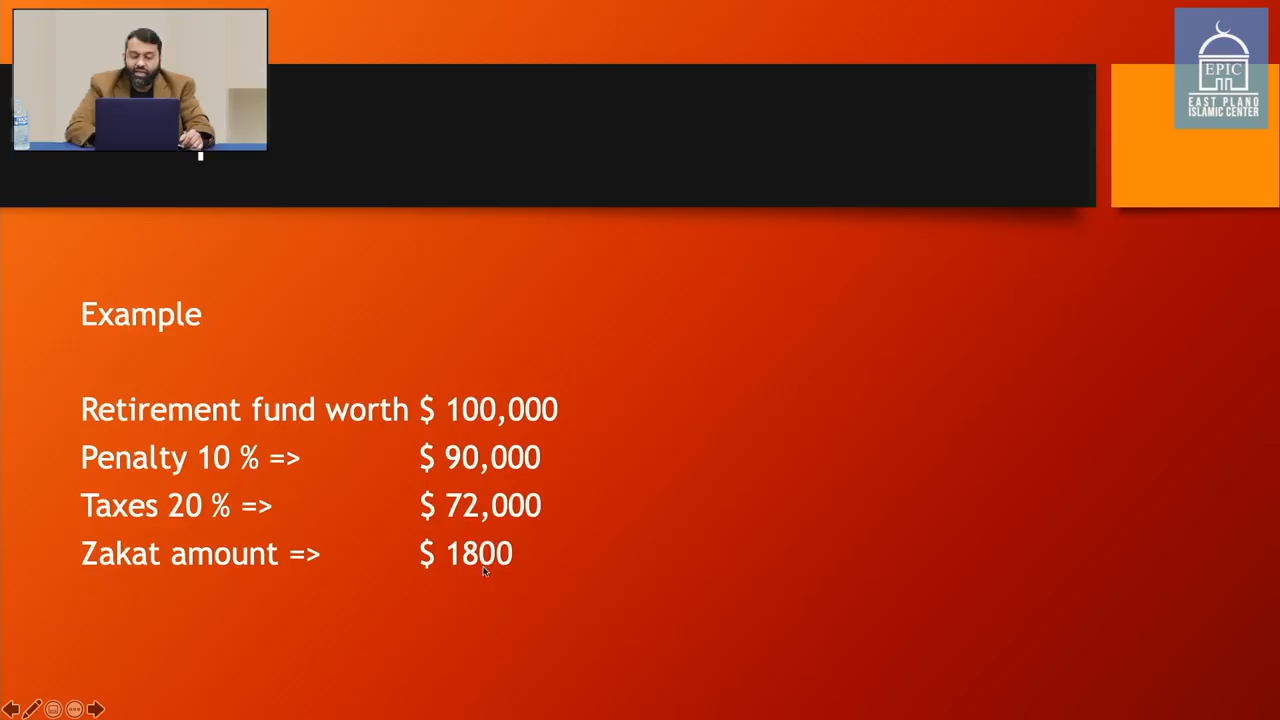 EPIC
EAST PLANO
ISLAMIC CENTER
Example
Retirement fund worth $ 100,000
Penalty 10 % => $ 90,000
Taxes 20 % => $ 72,000
Zakat amount => $ 1800